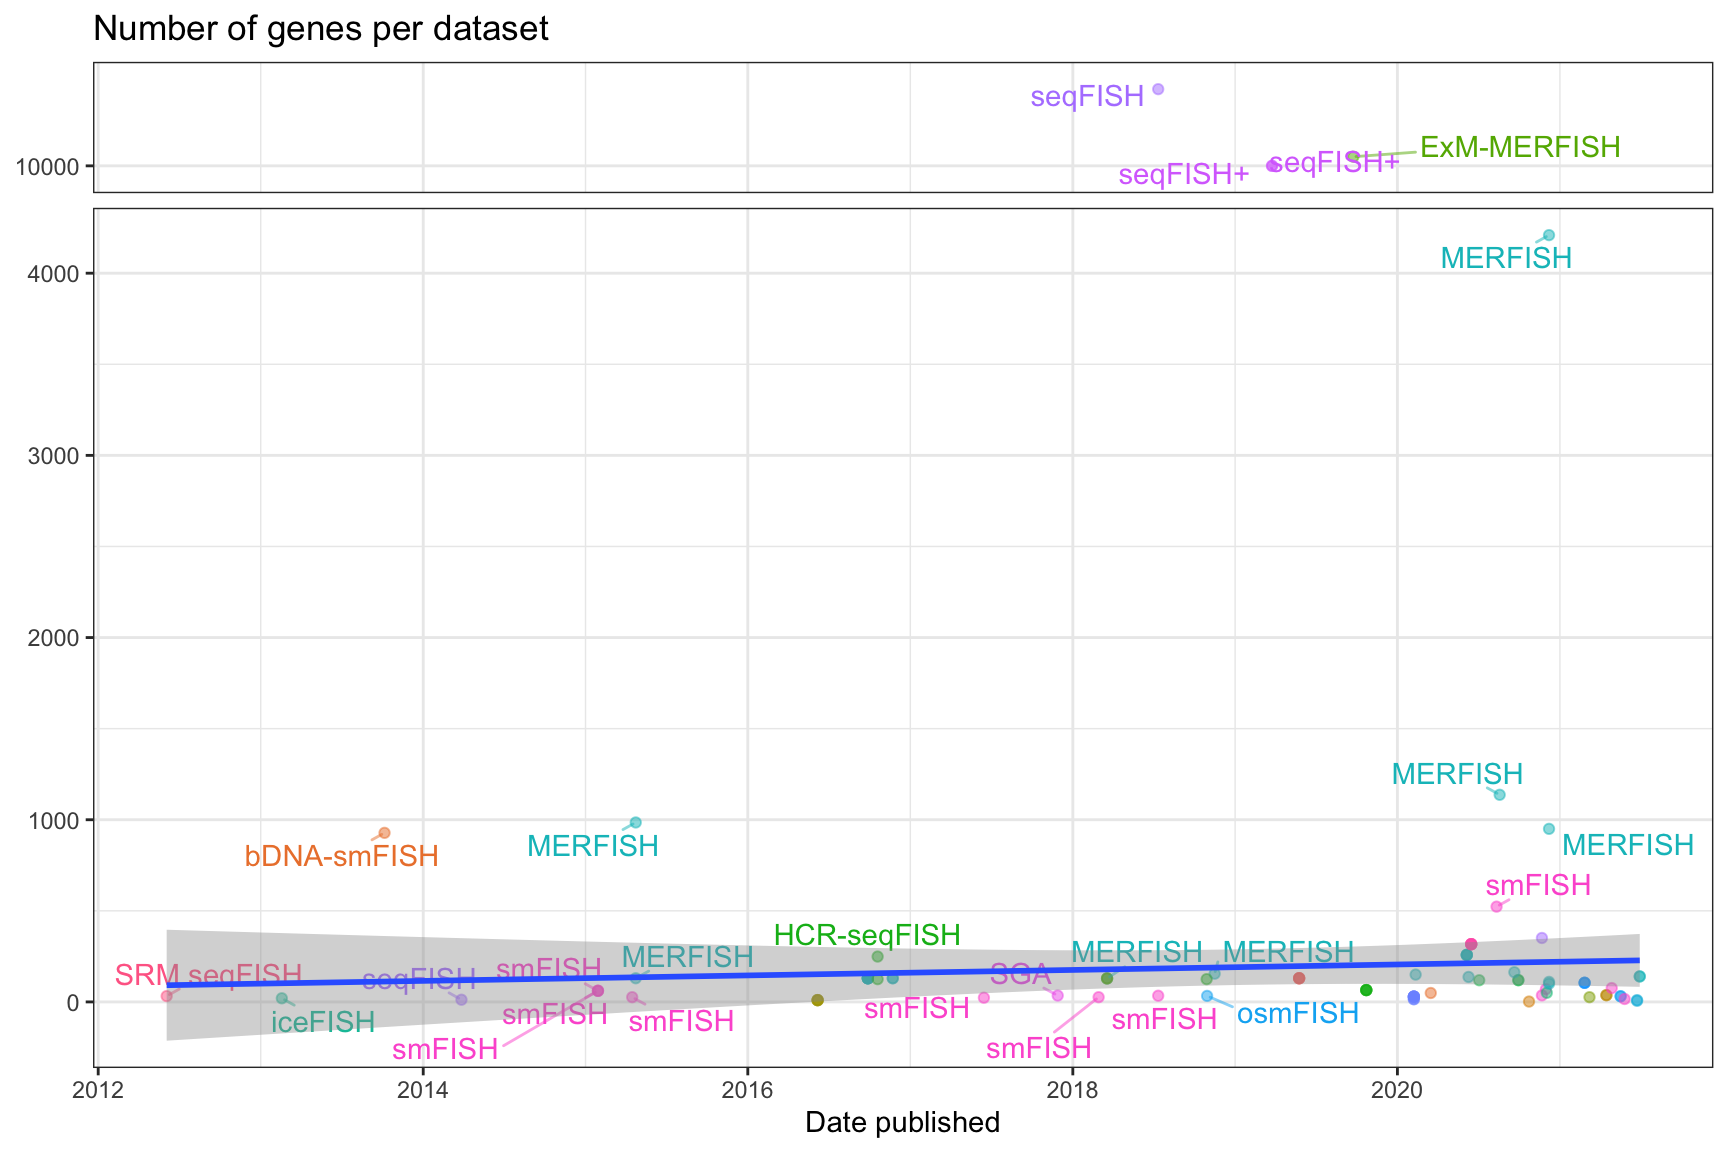 Number of genes per dataset
seqFISH
ExM-MERFISH
seqFISH+
seqFISH+
10000
MERFISH
4000
3000
2000
MERFISH
1000
MERFISH
MERFISH
bDNA-smFISH
smFISH
HCR-seqFISH
MERFISH
MERFISH
MERFISH
SRM seqFISH
seqFISH
smFISH
SGA
0
iceFISH
smFISH
smFISH
smFISH
smFISH
osmFISH
smFISH
smFISH
2012
2014
2016
2018
2020
Date published